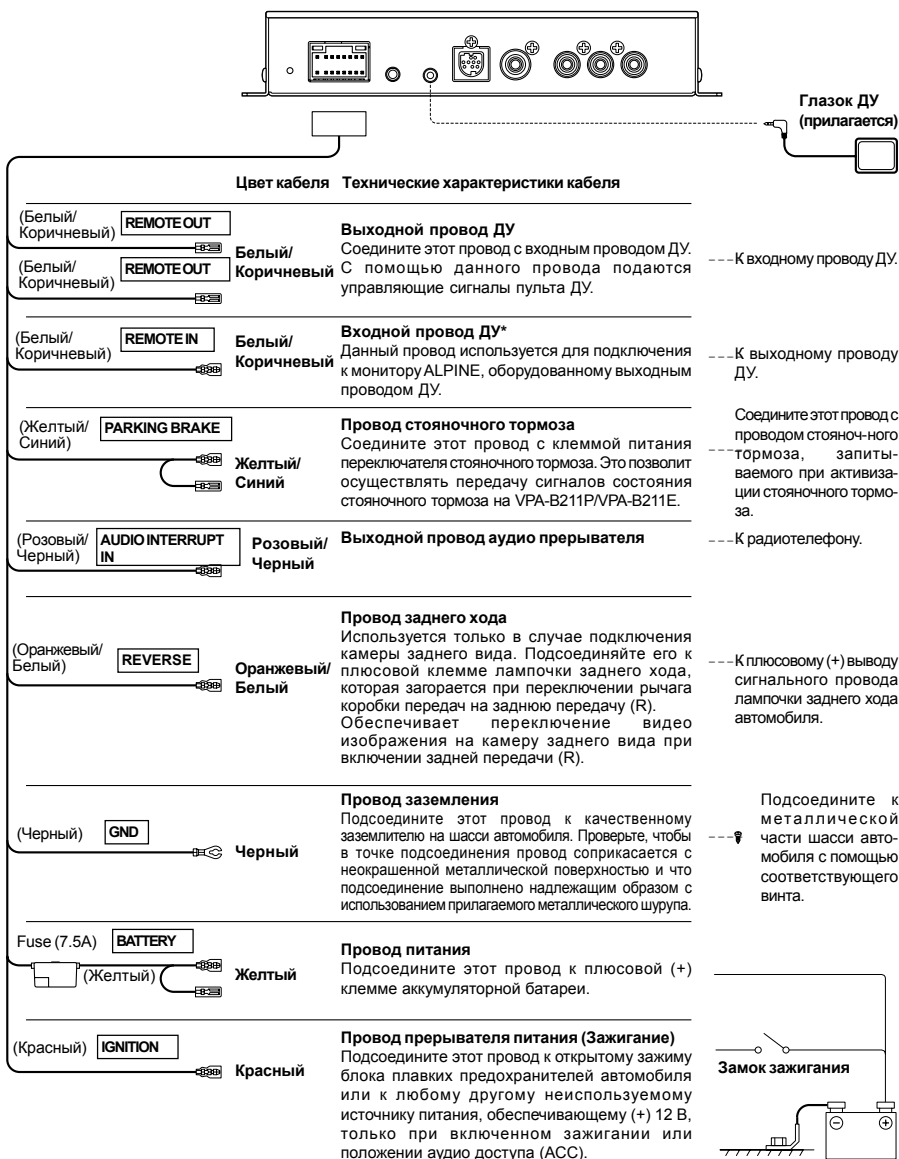 Глазок ДУ
(прилагается)
Цвет кабеля Технические характеристики кабеля
(Белый/
Коричневый)
REMOTE OUT
(Белый/
Коричневый)
REMOTE OUT
Белый/
Коричневый
Выходной провод ДУ
Соедините этот провод с входным проводом ДУ.
С помощью данного провода подаются
управляющие сигналы пульта ДУ.
К входному проводу ДУ.
(Белый/
Коричневый)
REMOTE IN
Белый/
Коричневый
Входной провод ДУ*
Данный провод используется для подключения
к монитору ALPINE, оборудованному выходным
проводом ДУ.
К выходному проводу
ДУ.
(Желтый/
Синий)
PARKING BRAKE
Желтый/
Синий
Провод стояночного тормоза
Соедините этот провод с клеммой питания
переключателя стояночного тормоза. Это позволит
осуществлять передачу сигналов состояния
стояночного тормоза на VPA-B211P/VPA-B211E.
Соедините этот провод с
проводом стояноч-ного
тормоза, запиты-
ваемого при активиза-
ции стояночного тормо-
за.
(Розовый/
Черный)
AUDIO INTERRUPT
IN
Розовый/
Черный
Выходной провод аудио прерывателя
К радиотелефону.
(Оранжевый/
Белый)
REVERSE
Оранжевый/
Белый
Провод заднего хода
Используется только в случае подключения
камеры заднего вида. Подсоединяйте его к
плюсовой клемме лампочки заднего хода,
которая загорается при переключении рычага
коробки передач на заднюю передачу (R).
Обеспечивает переключение видео
изображения на камеру заднего вида при
включении задней передачи (R).
К плюсовому (+) выводу
сигнального провода
лампочки заднего хода
автомобиля.
(Черный)
GND
Черный
Провод заземления
Подсоедините этот провод к качественному
заземлителю на шасси автомобиля. Проверьте, чтобы
в точке подсоединения провод соприкасается с
неокрашенной металлической поверхностью и что
подсоединение выполнено надлежащим образом с
использованием прилагаемого металлического шурупа.
Подсоедините к
металлической
части шасси авто-
мобиля с помощью
соответствующего
винта.
Fuse (7.5A)
BATTERY
(Желтый)
Желтый
Провод питания
Подсоедините этот провод к плюсовой (+)
клемме аккумуляторной батареи.
(Красный)
IGNITION
Красный
Провод прерывателя питания (Зажигание)
Подсоедините этот провод к открытому зажиму
блока плавких предохранителей автомобиля
или к любому другому неиспользуемому
источнику питания, обеспечивающему (+) 12 В,
только при включенном зажигании или
положении аудио доступа (ACC).
Замок зажигания